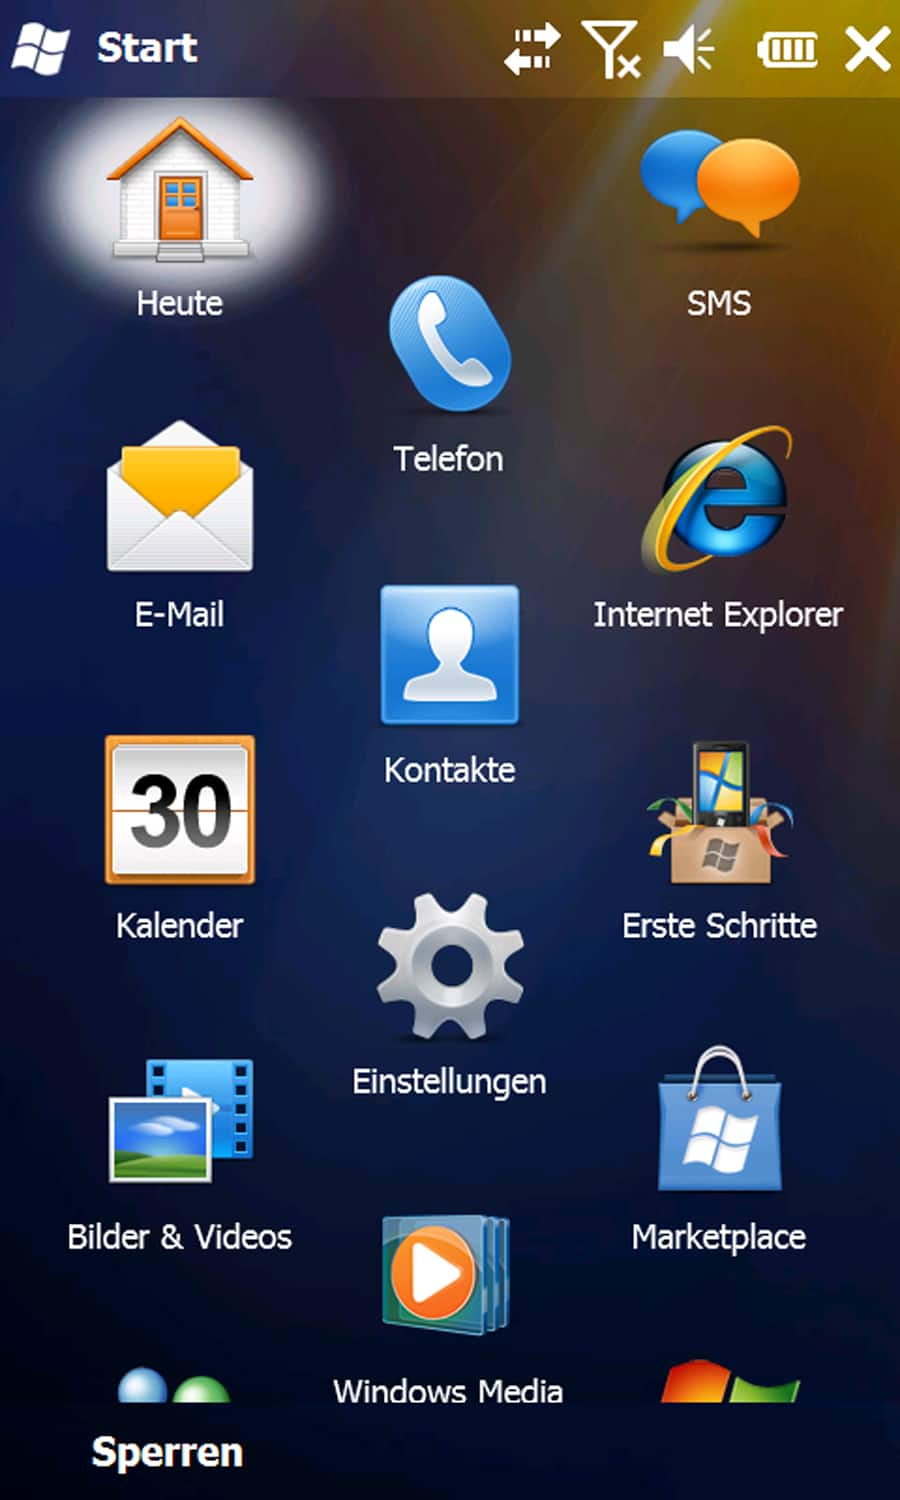 Start
Heute
SMS
Telefon
E-Mail
Internet Explorer
Kontakte
30
Kalender
Erste Schritte
Einstellungen
Bilder & Videos
Marketplace
Windows Media
Sperren